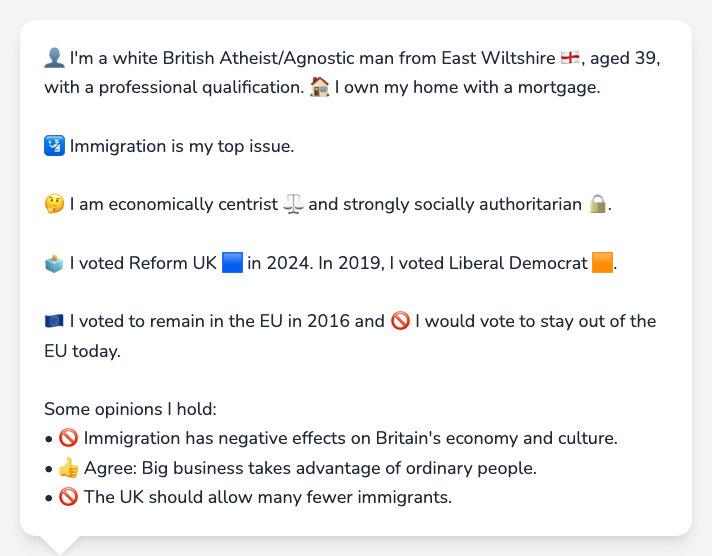 👤 I'm a white British Atheist/Agnostic man from East Wiltshire 🏴󠁧󠁢󠁥󠁮󠁧󠁿, aged 39,
with a professional qualification. 🏠 I own my home with a mortgage.
🛂 Immigration is my top issue.
🤔 I am economically centrist ⚖️ and strongly socially authoritarian 🔒.
🗳️ I voted Reform UK 🟦 in 2024. In 2019, I voted Liberal Democrat 🟧.
🇪🇺 I voted to remain in the EU in 2016 and 🚫 I would vote to stay out of the
EU today.
Some opinions I hold:
• 🚫 Immigration has negative effects on Britain's economy and culture.
• 👍 Agree: Big business takes advantage of ordinary people.
• 🚫 The UK should allow many fewer immigrants.